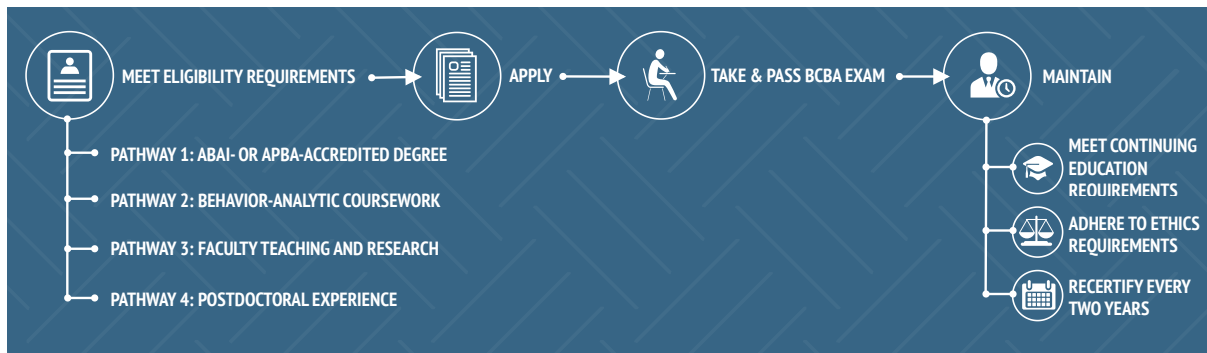 MEET ELIGIBILITY REQUIREMENTS
APPLY
TAKE & PASS BCBA EXAM
MAINTAIN
PATHWAY 1: ABAI- OR APBA-ACCREDITED DEGREE
PATHWAY 2: BEHAVIOR-ANALYTIC COURSEWORK
PATHWAY 3: FACULTY TEACHING AND RESEARCH
PATHWAY 4: POSTDOCTORAL EXPERIENCE
MEET CONTINUING
EDUCATION
REQUIREMENTS
ADHERE TO ETHICS
REQUIREMENTS
RECERTIFY EVERY
TWO YEARS